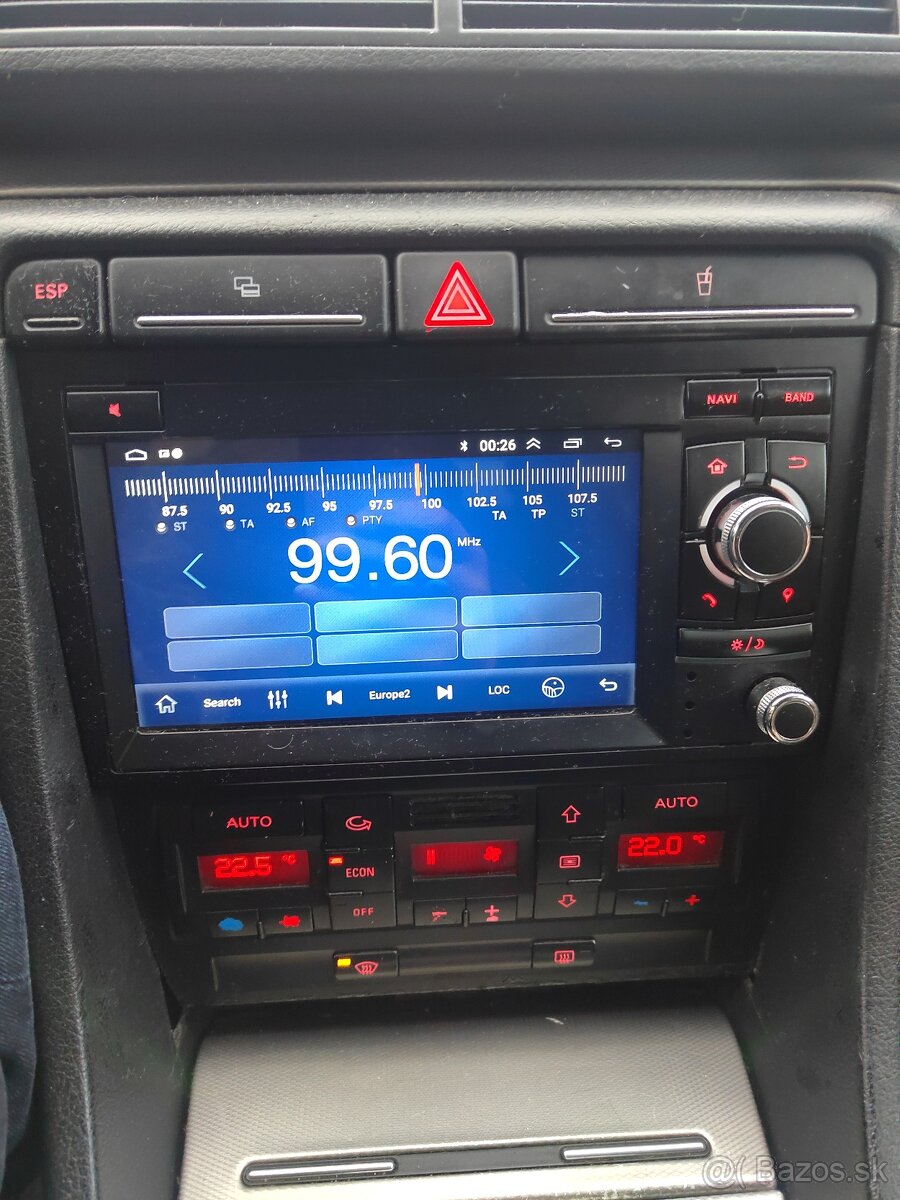 ESP
NAVI BAND
00:26
87.5 90 92.5 95 97.5 100 102.5 105 107.5
ST TA AF PTY TA TP ST
99.60 MHz
Search Europe2 LOC
AUTO AUTO
22.5 °C 22.0 °C
ECON
OFF
@( Bazos.sk